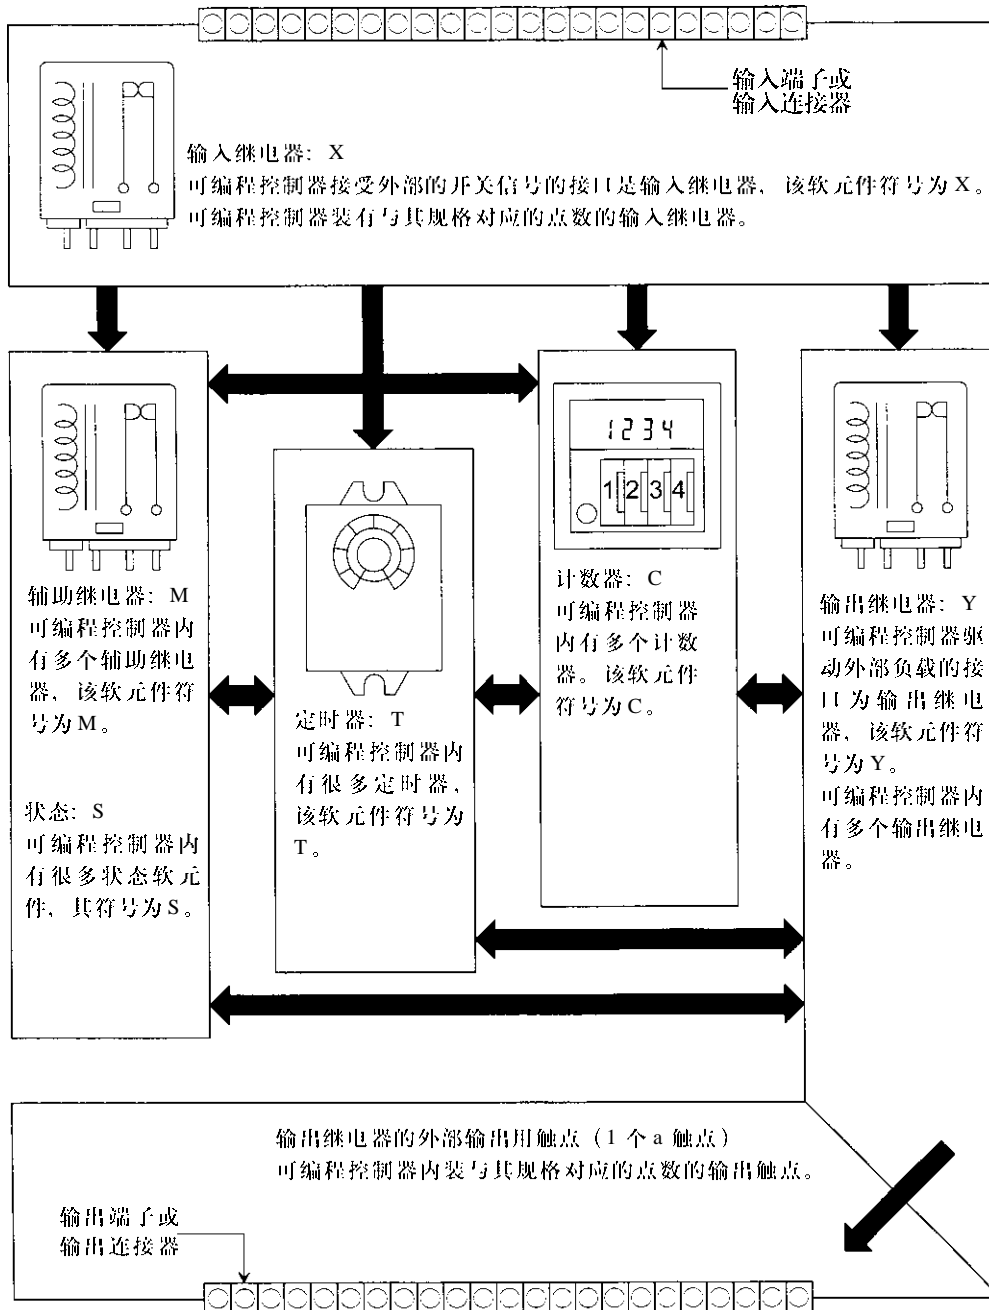 输入端子或
输入连接器
输入继电器：X
可编程控制器接受外部的开关信号的接口是输入继电器，该软元件符号为X。
可编程控制器装有与其规格对应的点数的输入继电器。
辅助继电器：M
可编程控制器内
有多个辅助继电
器，该软元件符
号为M。
状态：S
可编程控制器内
有很多状态软元
件，其符号为S。
定时器：T
可编程控制器内
有很多定时器，
该软元件符号为
T。
1234
1 2 3 4
计数器：C
可编程控制器
内有多个计数
器。该软元件
符号为C。
输出继电器：Y
可编程控制器驱
动外部负载的接
口为输出继电
器，该软元件符
号为Y。
可编程控制器内
有多个输出继电
器。
输出继电器的外部输出用触点（1个a触点）
可编程控制器内装与其规格对应的点数的输出触点。
输出端子或
输出连接器